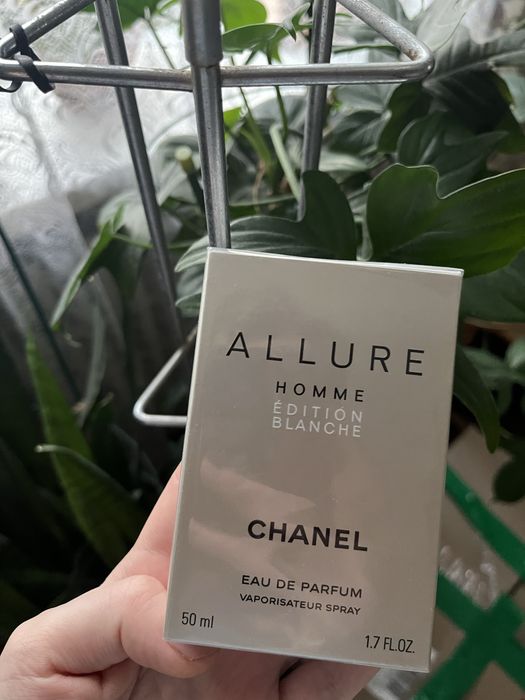 ALLURE
HOMME
ÉDITION
BLANCHE
CHANEL
EAU DE PARFUM
VAPORISATEUR SPRAY
50 ml
1.7 FL.OZ.